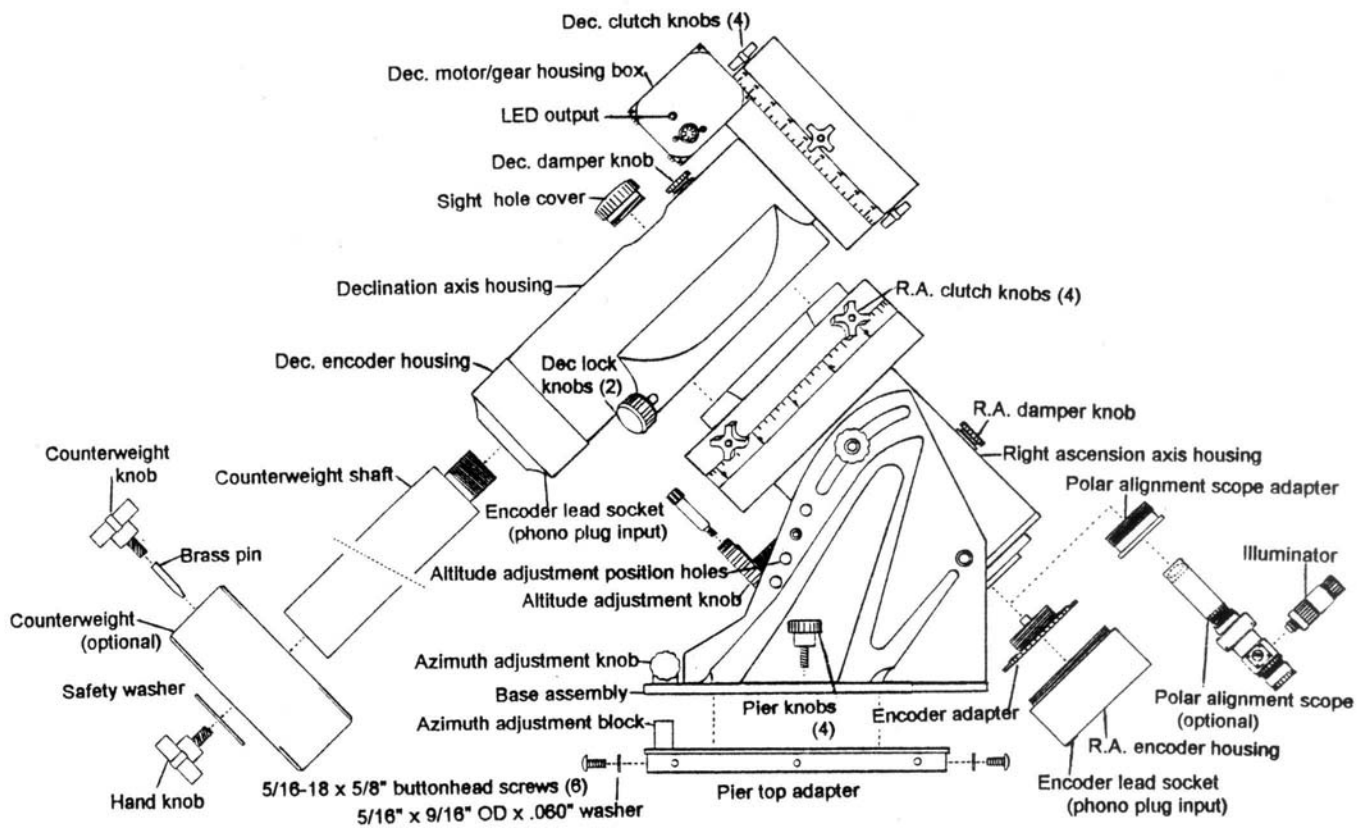 Dec. clutch knobs (4)
Dec. motor/gear housing box
LED output
Dec. damper knob
Sight hole cover
Declination axis housing
R.A. clutch knobs (4)
Dec. encoder housing
Dec lock
knobs (2)
R.A. damper knob
Right ascension axis housing
Counterweight
knob
Counterweight shaft
Polar alignment scope adapter
Encoder lead socket
(phono plug input)
Illuminator
Brass pin
Altitude adjustment position holes
Altitude adjustment knob
Counterweight
(optional)
Azimuth adjustment knob
Safety washer
Base assembly
Pier knobs
(4)
Encoder adapter
Polar alignment scope
(optional)
Azimuth adjustment block
R.A. encoder housing
Hand knob
5/16-18 x 5/8" buttonhead screws (6)
5/16" x 9/16" OD x .060" washer
Pier top adapter
Encoder lead socket
(phono plug input)